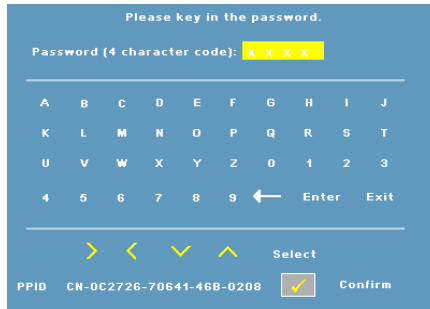 Please key in the password.
Password (4 character code): x x x x
A B C D E F G H I J
K L M N O P Q R S T
U V W X Y Z 0 1 2 3
4 5 6 7 8 9 ← Enter Exit
> < ∨ ∧ Select
PPID CN-0C2726-70641-46B-0208 ✓ Confirm